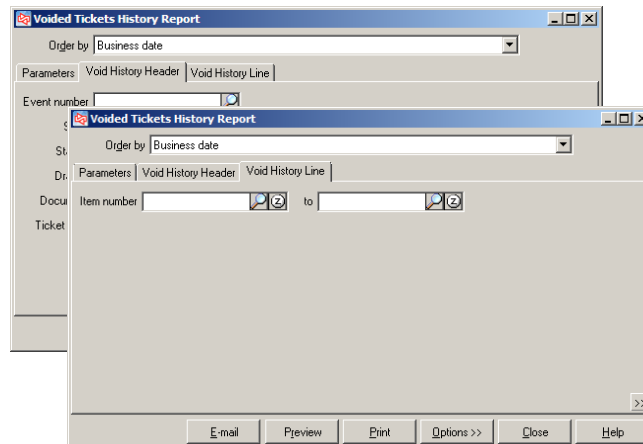 Voided Tickets History Report
Order by Business date
Parameters Void History Header Void History Line
Event number
Voided Tickets History Report
Order by Business date
Parameters Void History Header Void History Line
Item number to
Ticket
>>
E-mail Preview Print Options >> Close Help